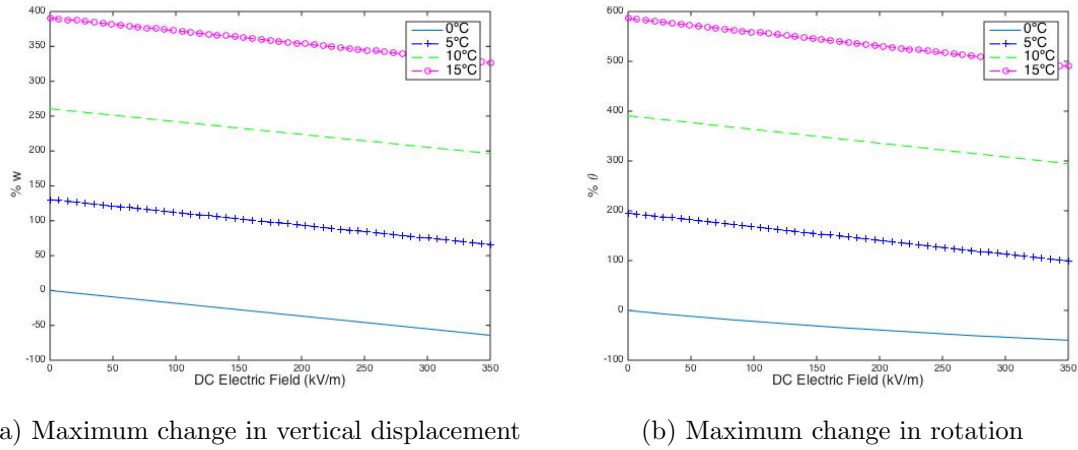 400
350
300
250
200
150
100
50
0
-50
-100
% w
0 50 100 150 200 250 300 350
DC Electric Field (kV/m)
0°C
5°C
10°C
15°C
600
500
400
300
200
100
0
-100
% θ
0 50 100 150 200 250 300 350
DC Electric Field (kV/m)
0°C
5°C
10°C
15°C
a) Maximum change in vertical displacement
(b) Maximum change in rotation